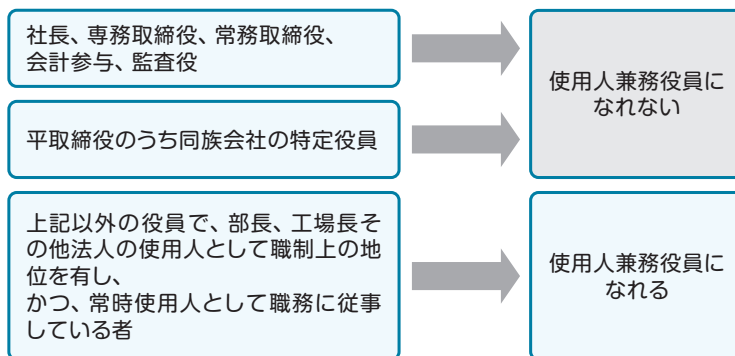 社長、専務取締役、常務取締役、
会計参与、監査役
使用人兼務役員に
なれない
平取締役のうち同族会社の特定役員
上記以外の役員で、部長、工場長そ
の他法人の使用人として職制上の地
位を有し、
かつ、常時使用人として職務に従事
している者
使用人兼務役員に
なれる